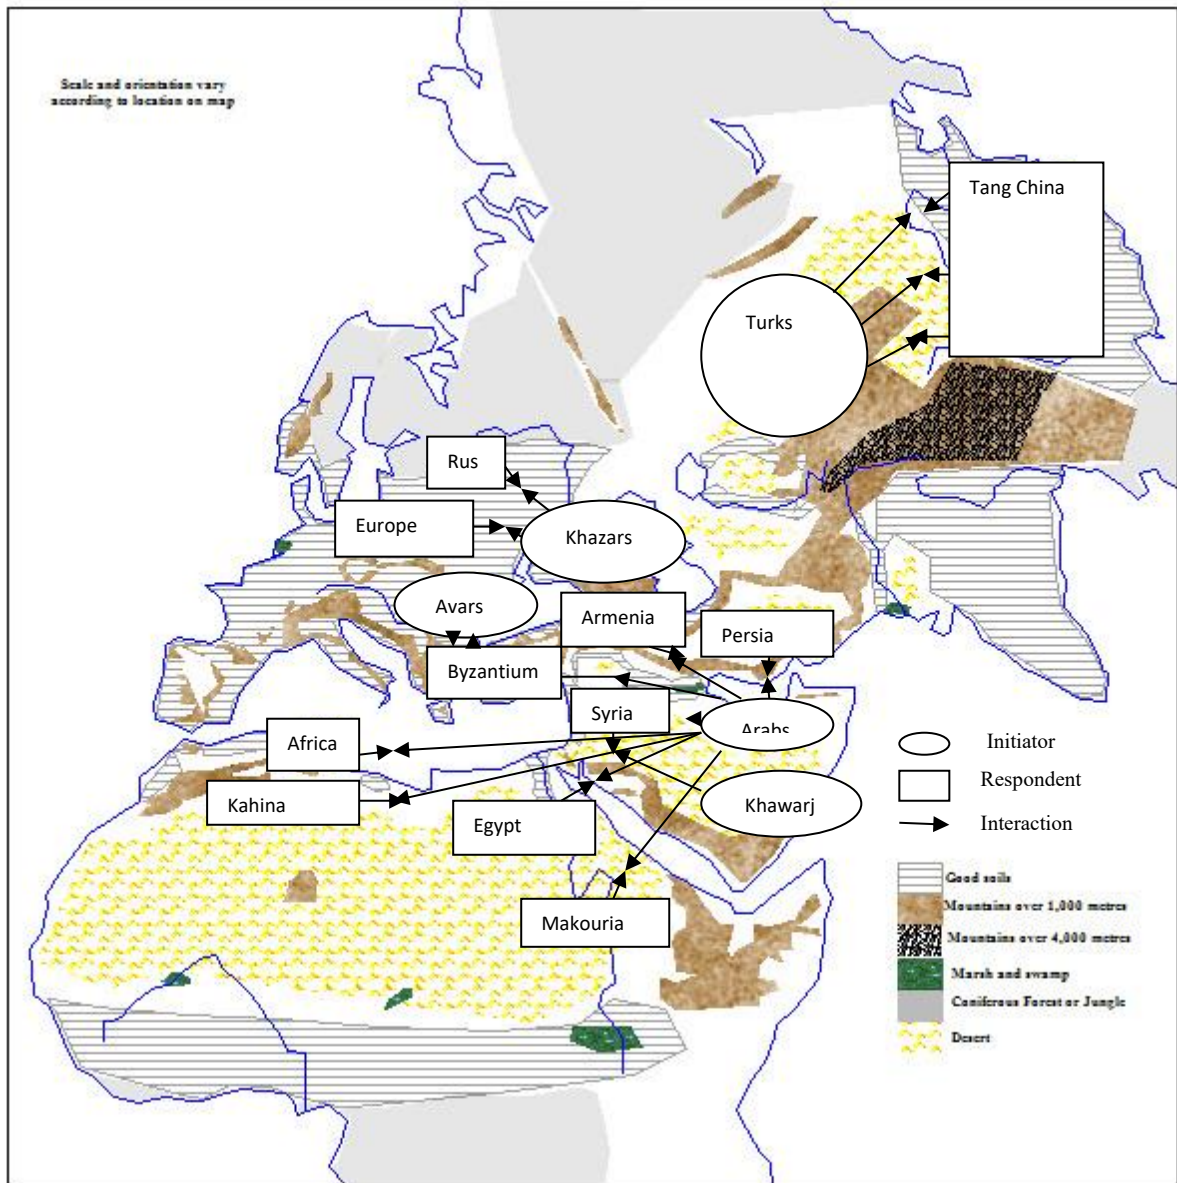 Scale and orientation vary
according to location on map
Tang China
Turks
Rus
Europe
Khazars
Avars
Armenia
Persia
Byzantium
Syria
Arabs
Africa
Initiator
Kahina
Respondent
Khawarj
Egypt
Interaction
Makouria
Good soils
Mountains over 1,000 metres
Mountains over 4,000 metres
Marsh and swamp
Coniferous Forest or Jungle
Desert